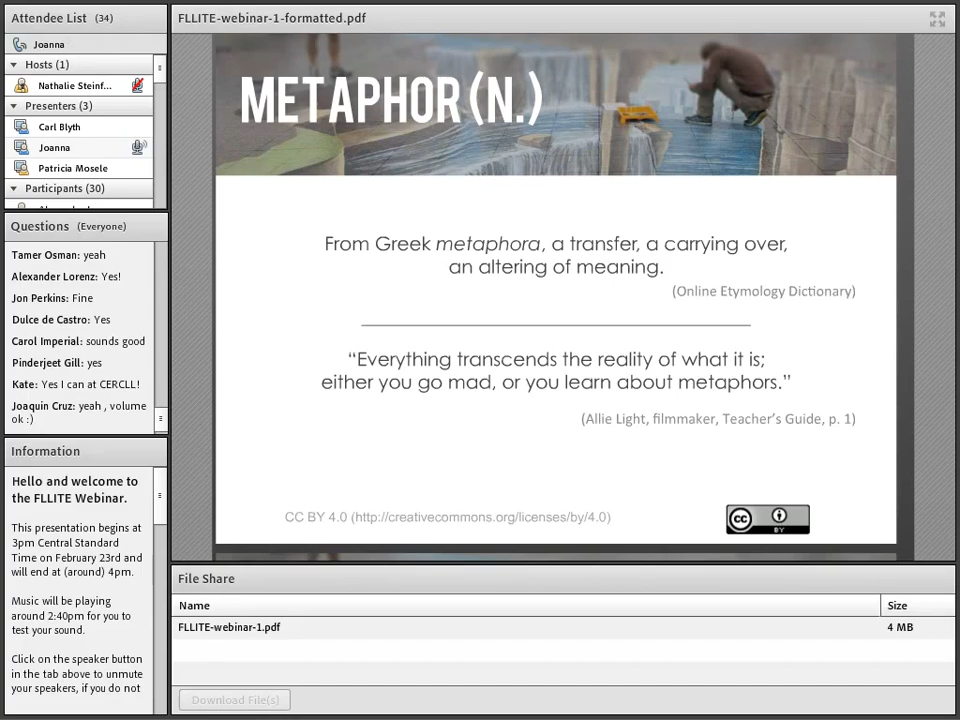 Attendee List (34)
Joanna
Hosts (1)
Nathalie Steinf...
Presenters (3)
Carl Blyth
Joanna
Patricia Mosele
Participants (30)
Questions (Everyone)
Tamer Osman: yeah
Alexander Lorenz: Yes!
Jon Perkins: Fine
Dulce de Castro: Yes
Carol Imperial: sounds good
Pinderjeet Gill: yes
Kate: Yes I can at CERCLL!
Joaquin Cruz: yeah , volume
ok :)
Information
Hello and welcome to
the FLLITE Webinar.
This presentation begins at
3pm Central Standard
Time on February 23rd and
will end at (around) 4pm.
Music will be playing
around 2:40pm for you to
test your sound.
Click on the speaker button
in the tab above to unmute
your speakers, if you do not
FLLITE-webinar-1-formatted.pdf
METAPHOR (N.)
From Greek metaphora, a transfer, a carrying over,
an altering of meaning.
(Online Etymology Dictionary)
“Everything transcends the reality of what it is;
either you go mad, or you learn about metaphors.”
(Allie Light, filmmaker, Teacher’s Guide, p. 1)
CC BY 4.0 (http://creativecommons.org/licenses/by/4.0)
cc
BY
File Share
Name Size
FLLITE-webinar-1.pdf 4 MB
Download File(s)